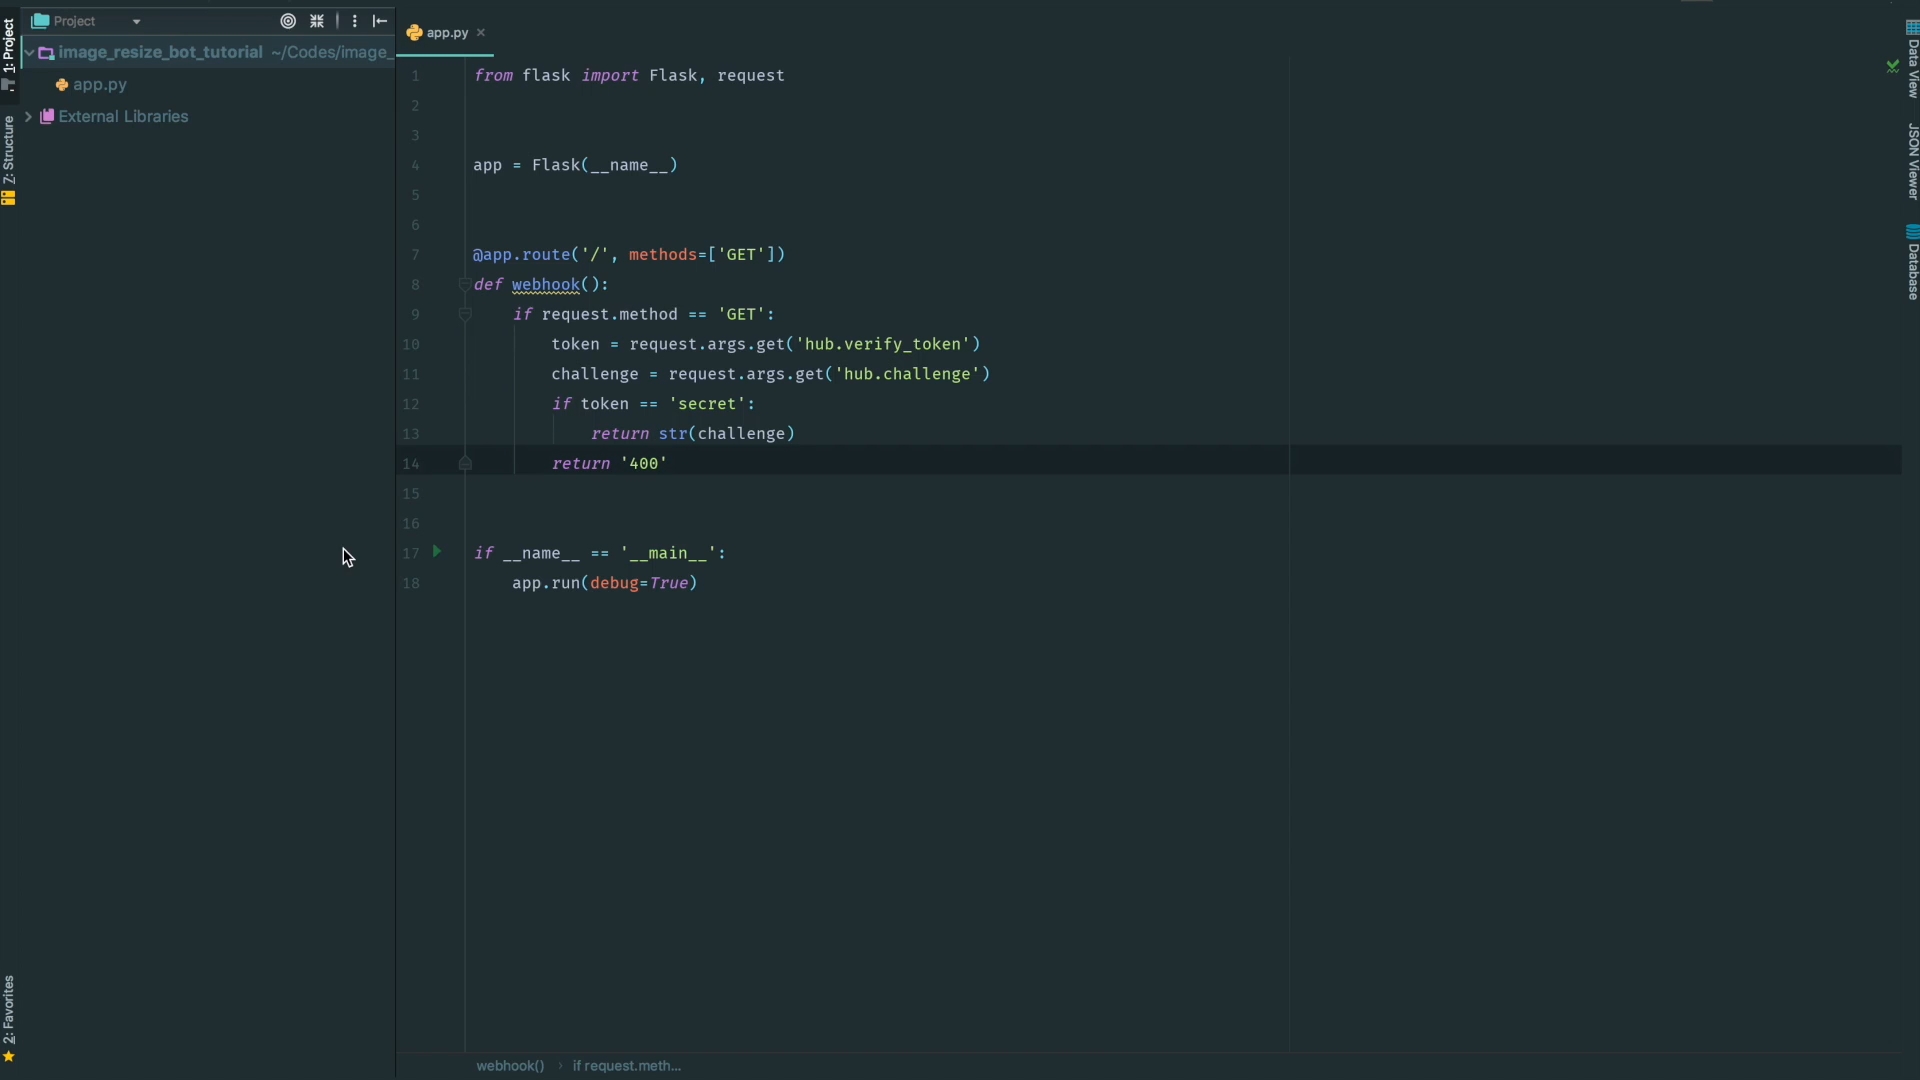 Project
image_resize_bot_tutorial ~/Codes/image_
app.py
External Libraries
1: Project
Z: Structure
2: Favorites
app.py
1 from flask import Flask, request
2
3
4 app = Flask(__name__)
5
6
7 @app.route('/', methods=['GET'])
8 def webhook():
9 if request.method == 'GET':
10 token = request.args.get('hub.verify_token')
11 challenge = request.args.get('hub.challenge')
12 if token == 'secret':
13 return str(challenge)
14 return '400'
15
16
17 if __name__ == '__main__':
18 app.run(debug=True)
webhook() › if request.meth...
Data View
JSON Viewer
Database